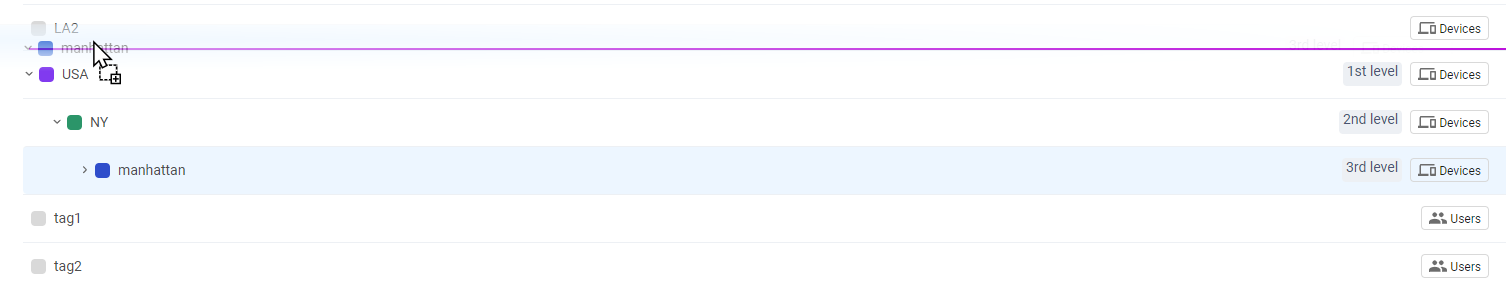 LA2 Devices
manhattan 3rd level
USA 1st level Devices
NY 2nd level Devices
manhattan 3rd level Devices
tag1 Users
tag2 Users